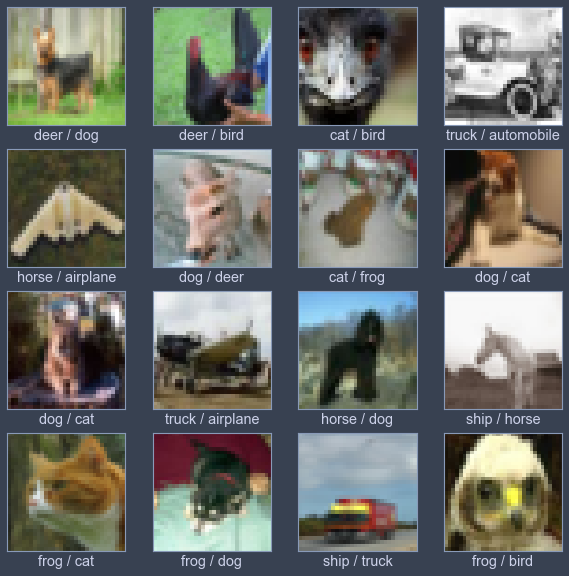 deer / dog
deer / bird
cat / bird
truck / automobile
horse / airplane
dog / deer
cat / frog
dog / cat
dog / cat
truck / airplane
horse / dog
ship / horse
frog / cat
frog / dog
ship / truck
frog / bird